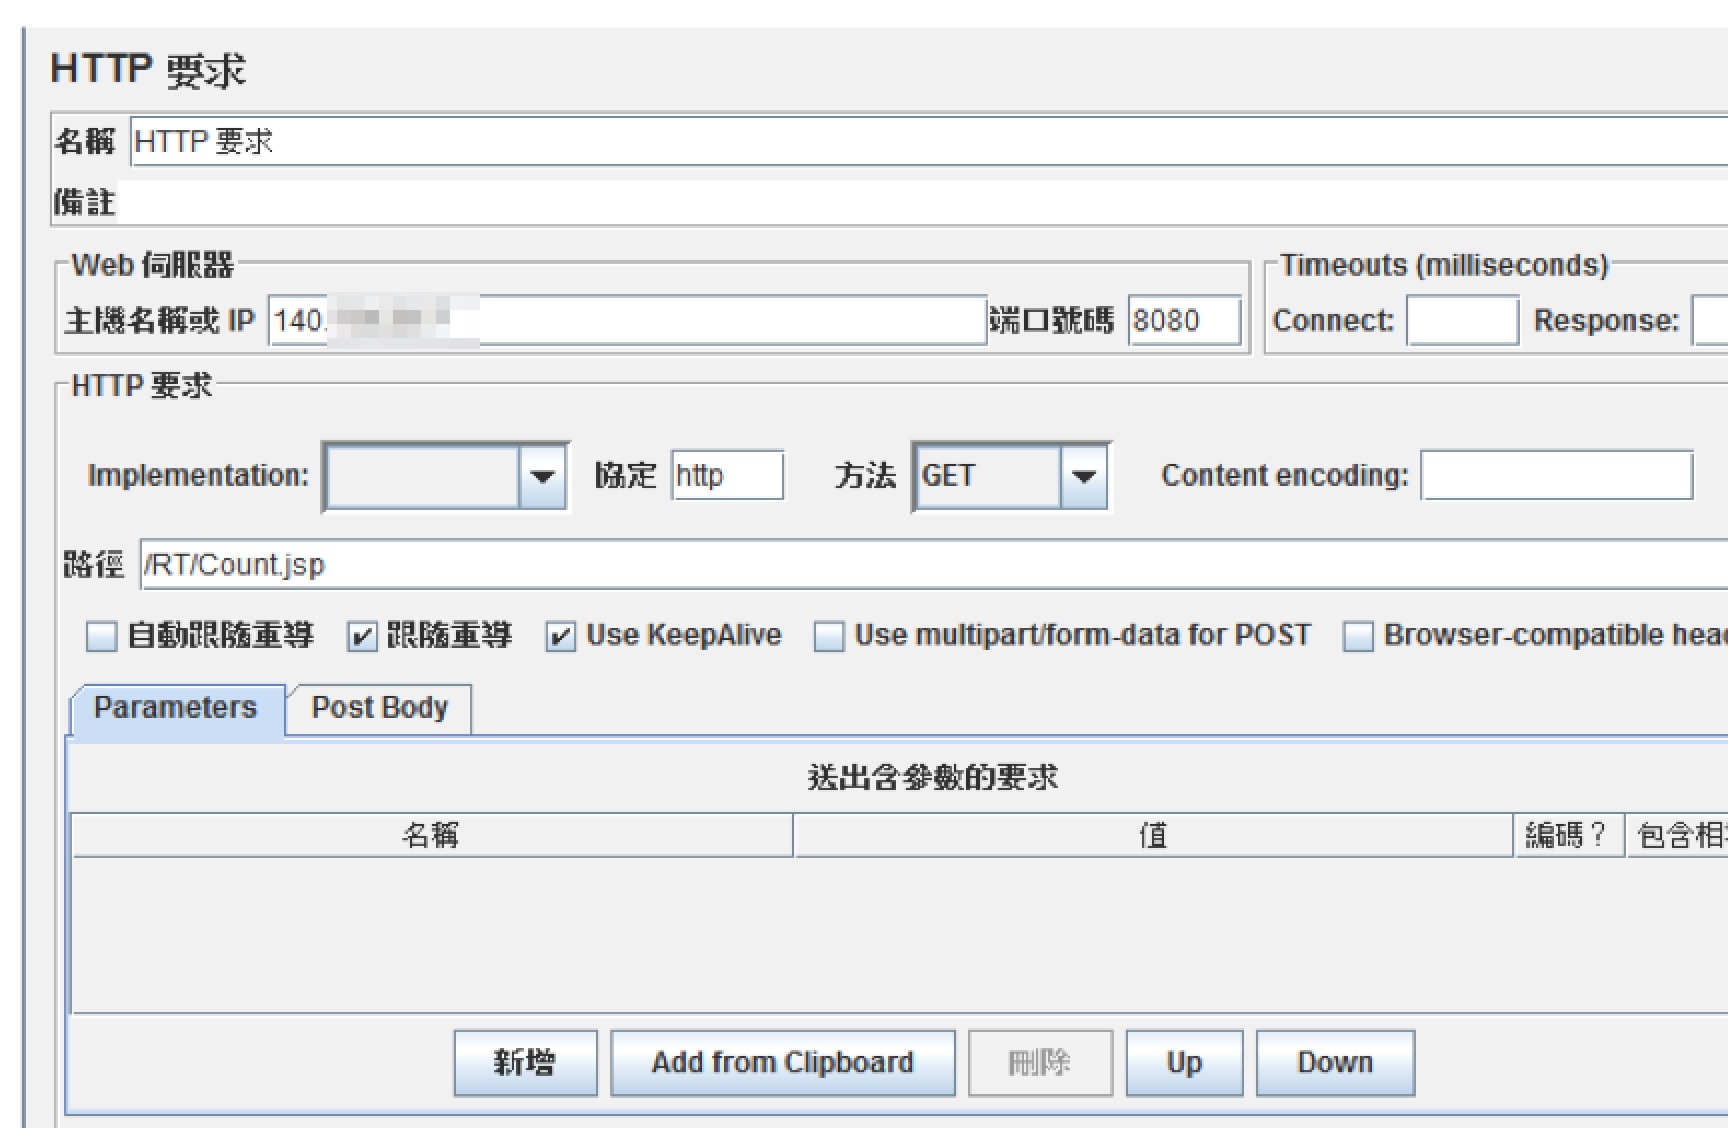 HTTP 要求
名稱 HTTP 要求
備註
Web 伺服器 Timeouts (milliseconds)
主機名稱或 IP 140. 端口號碼 8080 Connect: Response:
HTTP 要求
Implementation: 協定 http 方法 GET Content encoding:
路徑 /RT/Count.jsp
自動跟隨重導 跟隨重導 Use KeepAlive Use multipart/form-data for POST Browser-compatible
Parameters Post Body
送出含參數的要求
名稱 值 編碼？ 包含相
新增 Add from Clipboard 刪除 Up Down